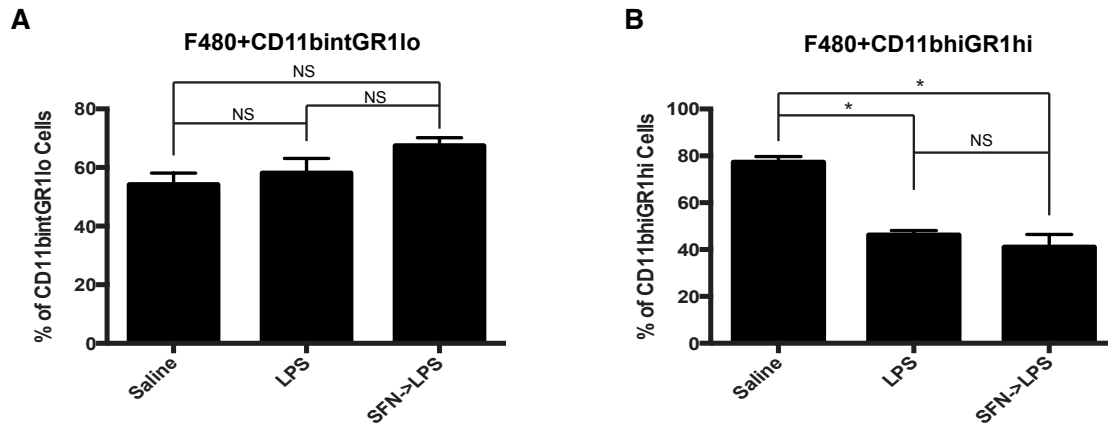 A
F480+CD11bintGR1lo
NS
NS
NS
% of CD11bintGR1lo Cells
80
60
40
20
0
Saline
LPS
SFN->LPS
B
F480+CD11bhiGR1hi
*
*
NS
% of CD11bhiGR1hi Cells
100
80
60
40
20
0
Saline
LPS
SFN->LPS